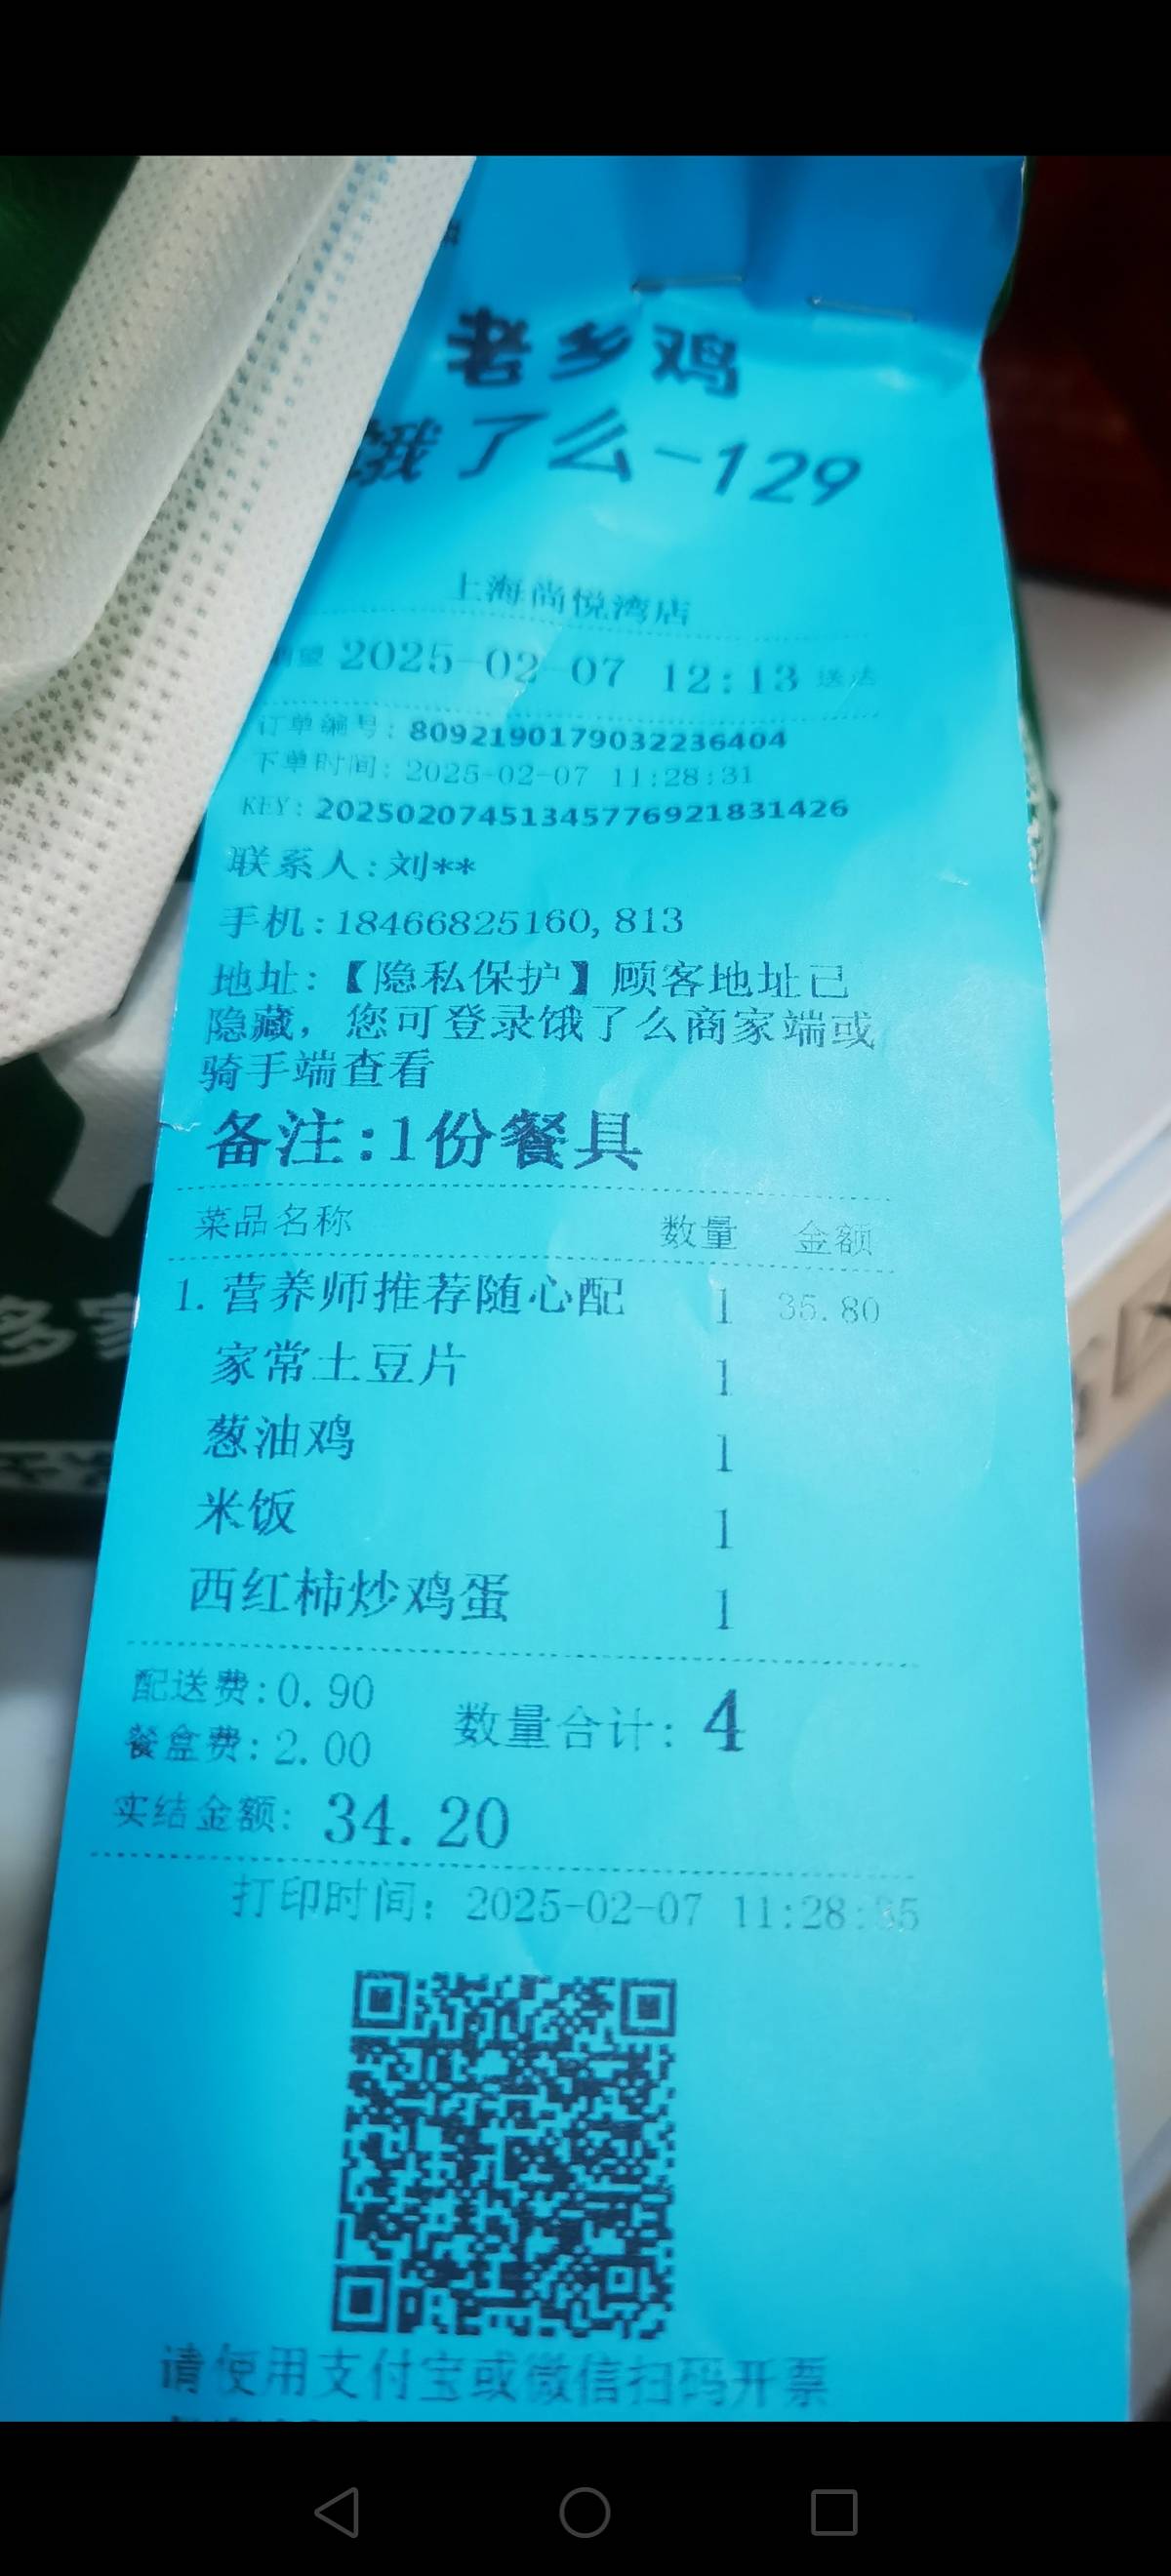 老乡鸡
饿了么-129
上海尚悦湾店
期望 2025-02-07 12:13 送达
订单编号: 8092190179032236404
下单时间: 2025-02-07 11:28:31
KEY: 20250207451345776921831426
联系人:刘**
手机:18466825160,813
地址:【隐私保护】顾客地址已
隐藏，您可登录饿了么商家端或
骑手端查看
备注:1份餐具
菜品名称 数量 金额
1.营养师推荐随心配 1 35.80
家常土豆片 1
葱油鸡 1
米饭 1
西红柿炒鸡蛋 1
配送费:0.90
餐盒费:2.00
数量合计: 4
实结金额: 34.20
打印时间: 2025-02-07 11:28:35
请使用支付宝或微信扫码开票